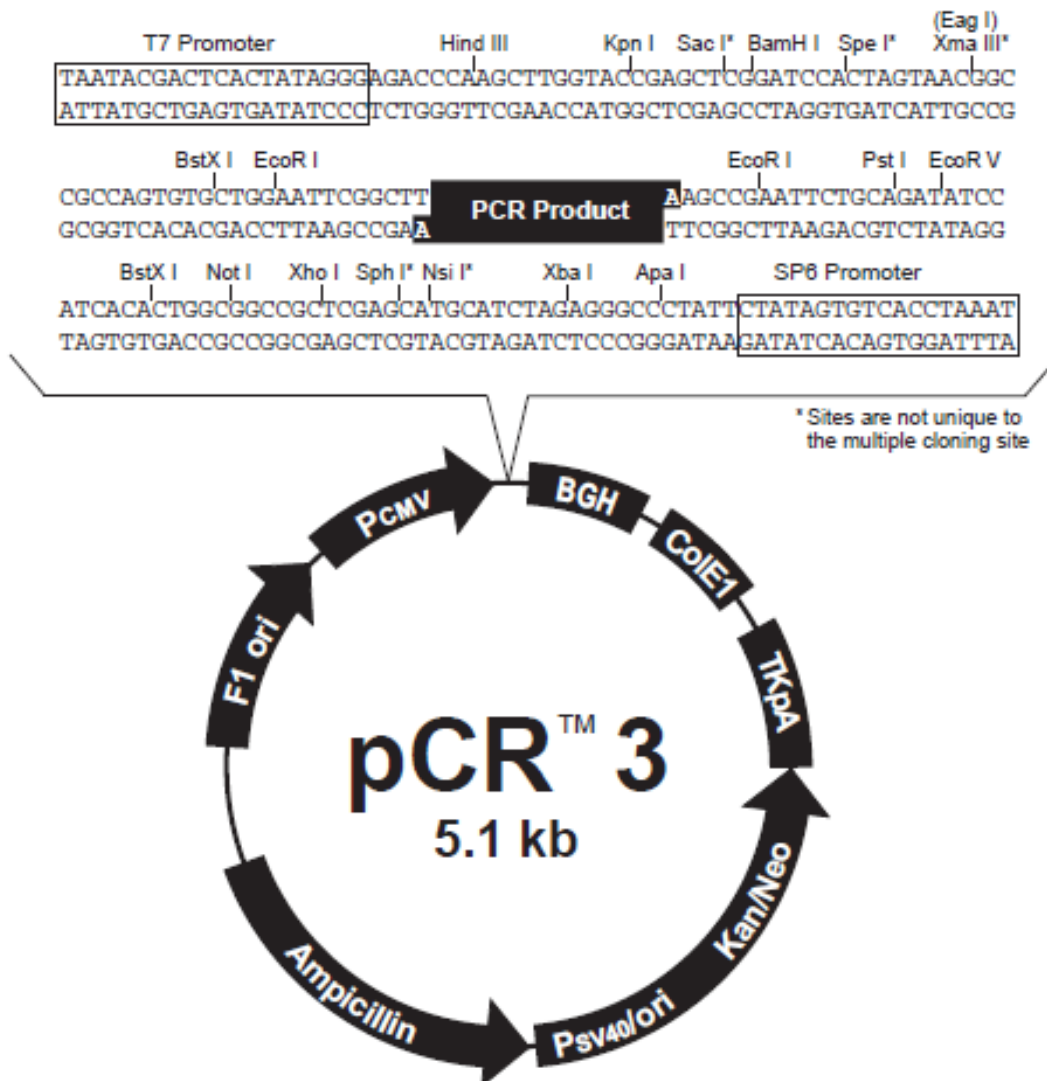 (Eag I)
T7 Promoter Hind III Kpn I Sac I* BamH I Spe I* Xma III*
TAATACGACTCACTATAGGGAGACCCAAGCTTGGTACCGAGCTCGGATCCACTAGTAACGGC
ATTATGCTGAGTGATATCCCTCTGGGTTCGAACCATGGCTCGAGCCTAGGTGATCATTGCCG
BstX I EcoR I EcoR I Pst I EcoR V
CGCCAGTGTGCTGGAATTCGGCTT PCR Product AAGCCGAATTCTGCAGATATCC
GCGGTCACACGACCTTAAGCCGAA TTCGGCTTAAGACGTCTATAGG
BstX I Not I Xho I Sph I* Nsi I* Xba I Apa I SP6 Promoter
ATCACACTGGCGGCCGCTCGAGCATGCATCTAGAGGGCCCTATTCTATAGTGTCACCTAAAT
TAGTGTGACCGCCGGCGAGCTCGTACGTAGATCTCCCGGGATAAGATATCACAGTGGATTTA
* Sites are not unique to
the multiple cloning site
PCMV
BGH
ColE1
F1 ori
TKpA
pCR™ 3
5.1 kb
Kan/Neo
Ampicillin
PSV40/ori